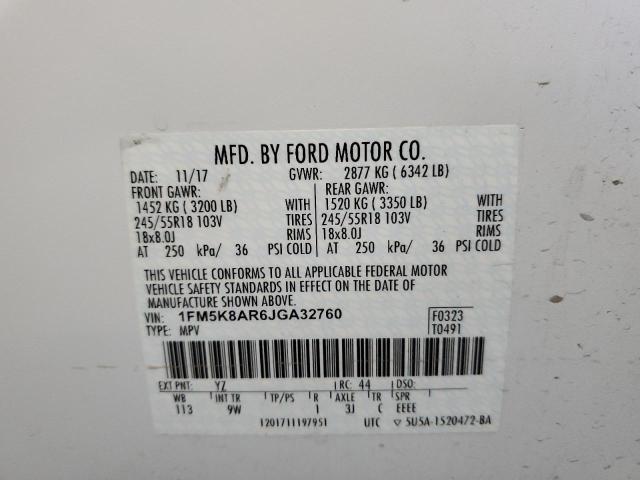 MFD. BY FORD MOTOR CO.
DATE: 11/17 GVWR: 2877 KG ( 6342 LB)
FRONT GAWR: REAR GAWR:
1452 KG ( 3200 LB) WITH 1520 KG ( 3350 LB) WITH
245/55R18 103V TIRES 245/55R18 103V TIRES
18x8.0J RIMS 18x8.0J RIMS
AT 250 kPa/ 36 PSI COLD AT 250 kPa/ 36 PSI COLD
THIS VEHICLE CONFORMS TO ALL APPLICABLE FEDERAL MOTOR
VEHICLE SAFETY STANDARDS IN EFFECT ON THE DATE OF
MANUFACTURE SHOWN ABOVE.
VIN: 1FM5K8AR6JGA32760 F0323
TYPE: MPV T0491
EXT PNT: YZ RC: 44 DSO:
WB INT TR TP/PS R AXLE TR SPR
113 9W 1 3J C EEEE
1201711197951 UTC ▽ 5U5A-1520472-BA